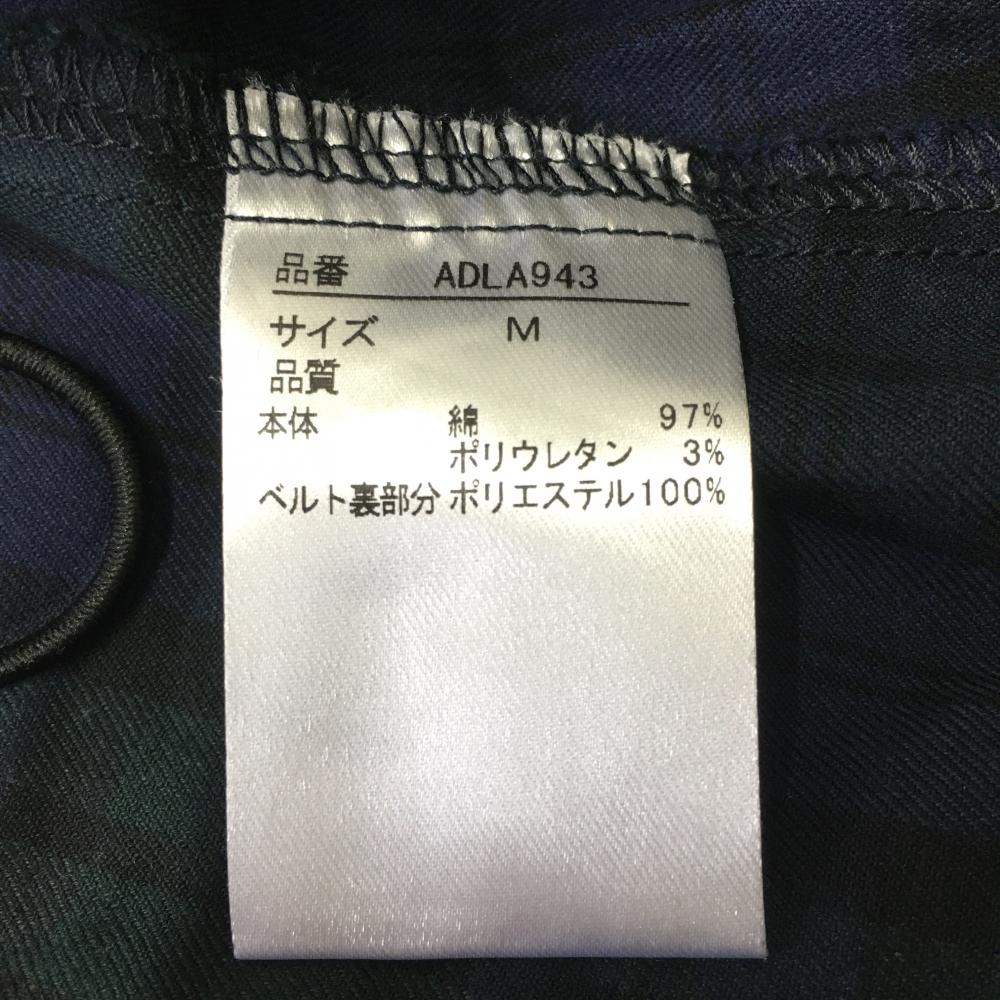 品番 ADLA943
サイズ M
品質
本体 綿 97%
ポリウレタン 3%
ベルト裏部分 ポリエステル100%